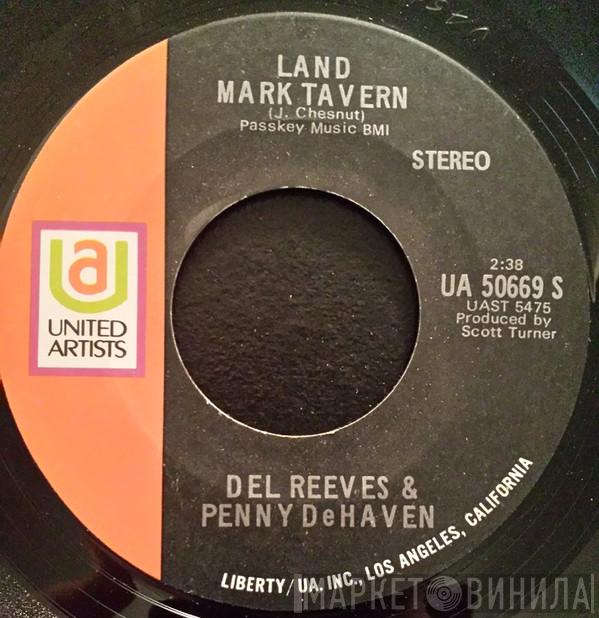 LAND
MARK TAVERN
(J. Chesnut)
Passkey Music BMI
STEREO
2:38
UA 50669 S
UAST 5475
Produced by
Scott Turner
UA
UNITED
ARTISTS
DEL REEVES &
PENNY DeHAVEN
LIBERTY/UA, INC., LOS ANGELES, CALIFORNIA
МАРКЕТ ВИНИЛА